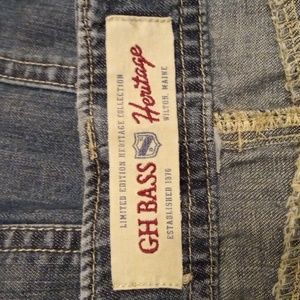 LIMITED EDITION HERITAGE COLLECTION
GH BASS Heritage
ESTABLISHED 1876 WILTON, MAINE